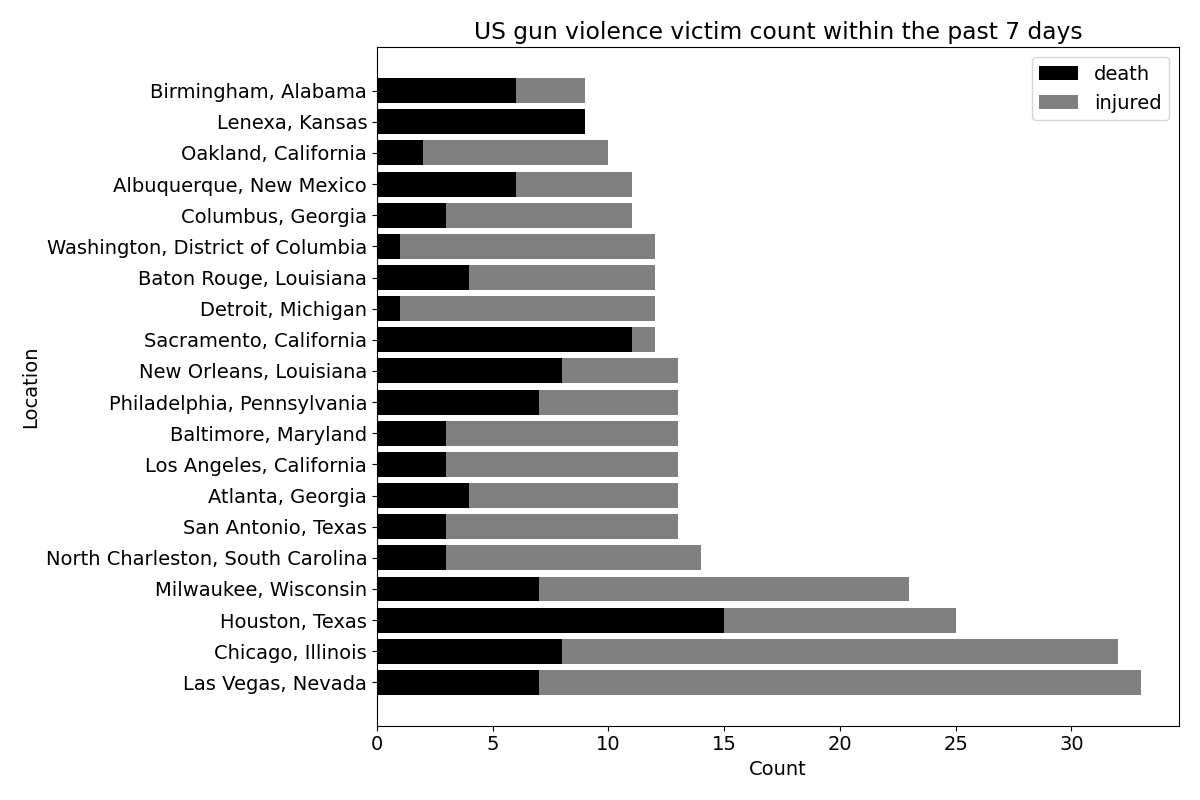 US gun violence victim count within the past 7 days
death
injured
Birmingham, Alabama
Lenexa, Kansas
Oakland, California
Albuquerque, New Mexico
Columbus, Georgia
Washington, District of Columbia
Baton Rouge, Louisiana
Detroit, Michigan
Sacramento, California
New Orleans, Louisiana
Philadelphia, Pennsylvania
Baltimore, Maryland
Los Angeles, California
Atlanta, Georgia
San Antonio, Texas
North Charleston, South Carolina
Milwaukee, Wisconsin
Houston, Texas
Chicago, Illinois
Las Vegas, Nevada
Location
0 5 10 15 20 25 30
Count